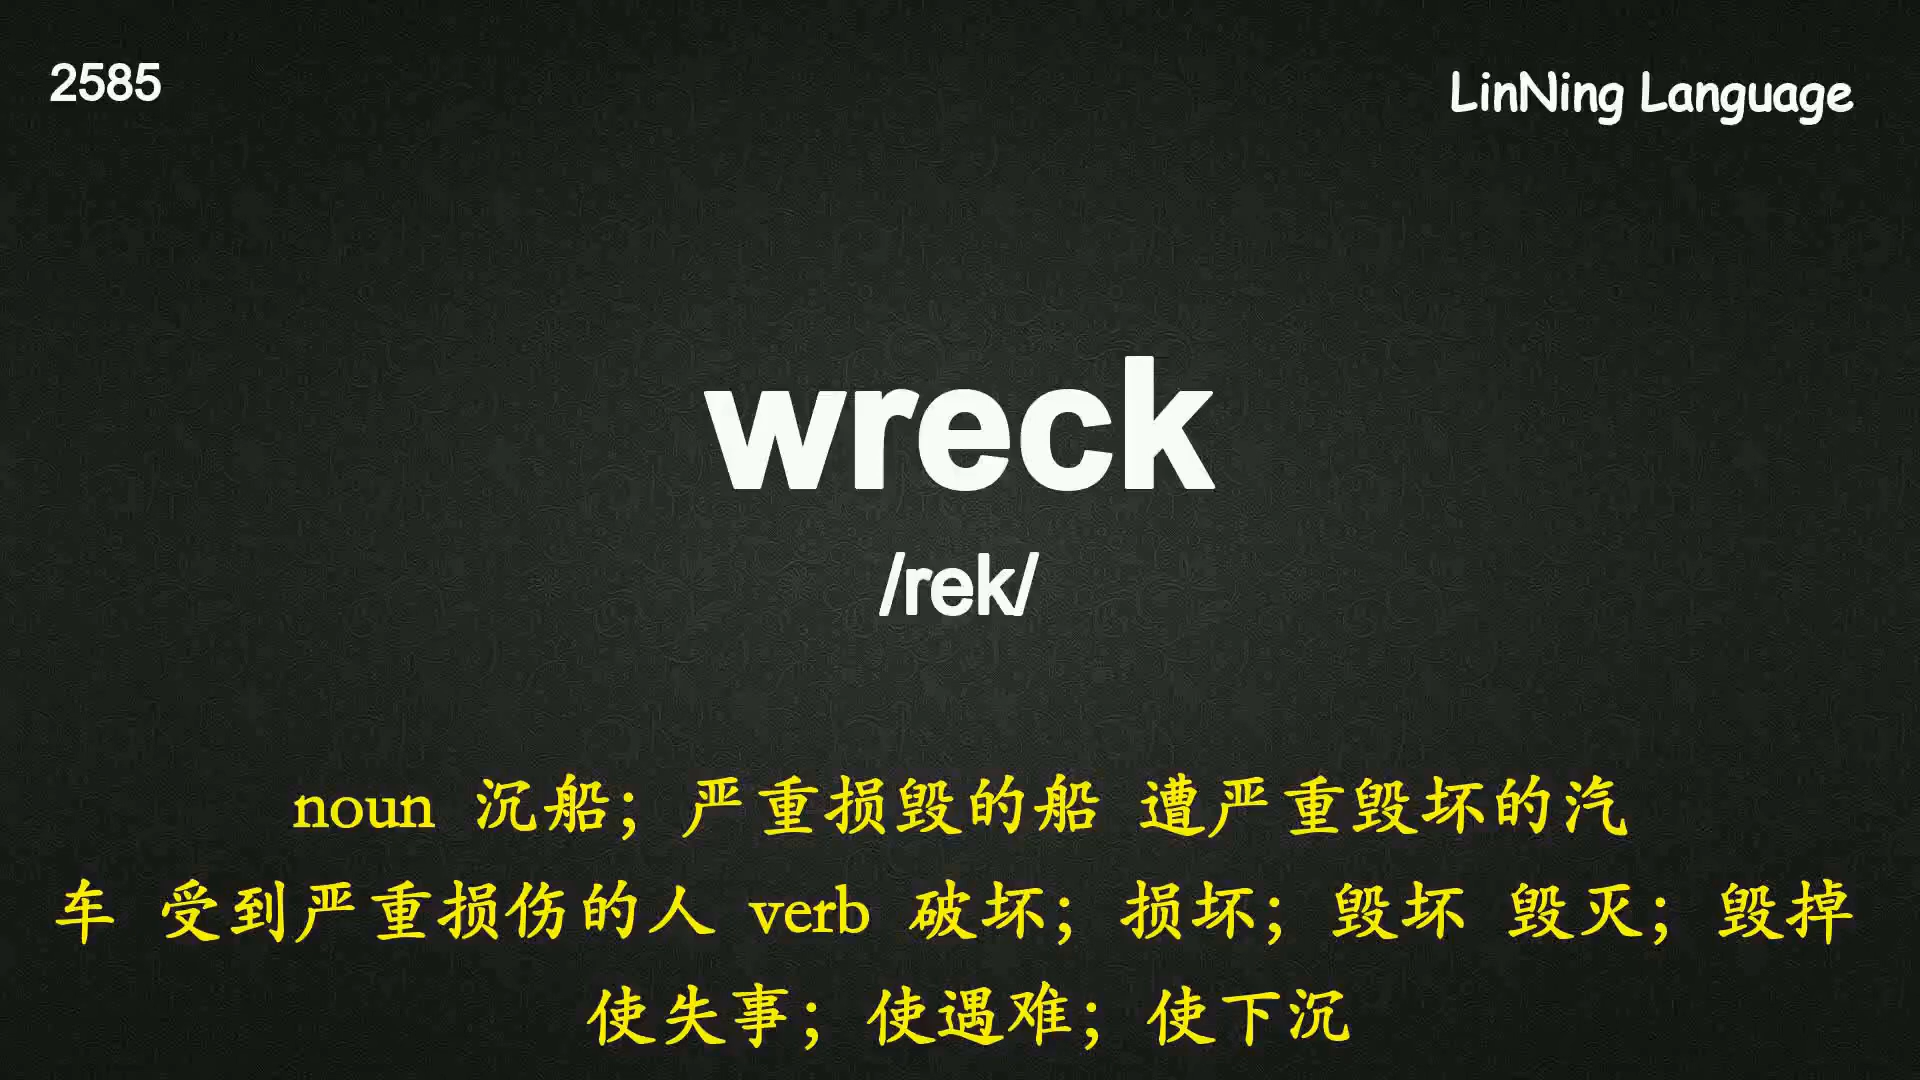 2585
LinNing Language
wreck
/rek/
noun 沉船；严重损毁的船 遭严重毁坏的汽
车 受到严重损伤的人 verb 破坏；损坏；毁坏 毁灭；毁掉
使失事；使遇难；使下沉